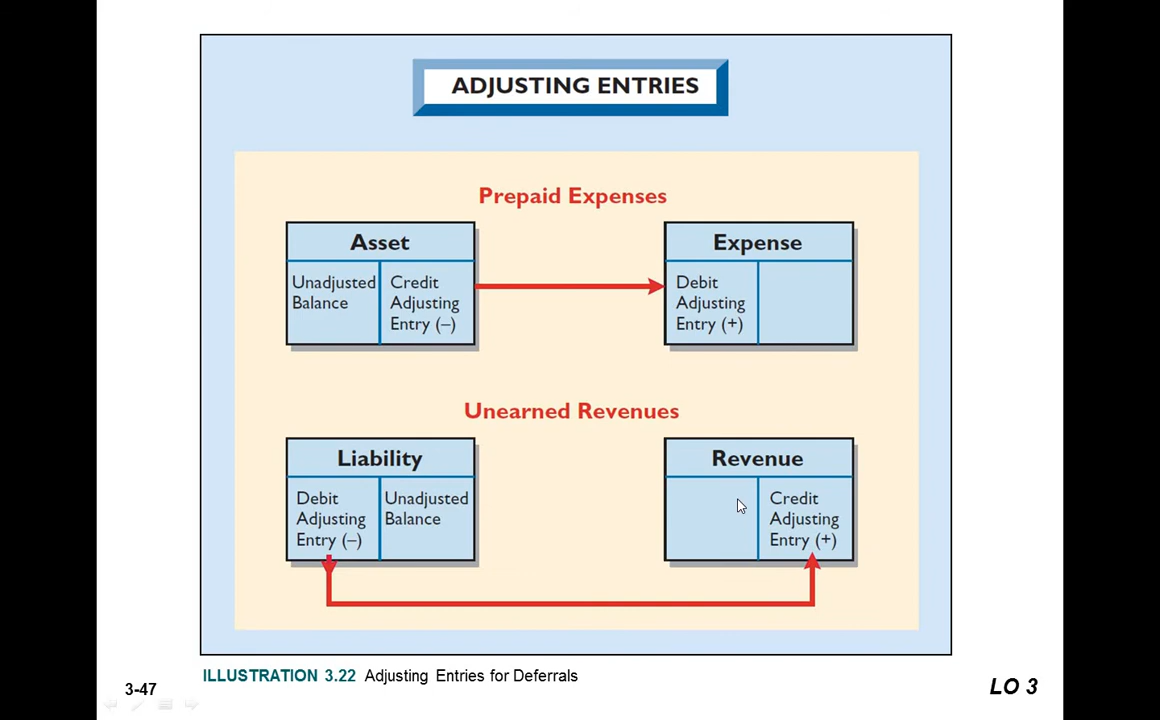 ADJUSTING ENTRIES
Prepaid Expenses
Asset
Unadjusted
Balance
Credit
Adjusting
Entry (–)
Expense
Debit
Adjusting
Entry (+)
Unearned Revenues
Liability
Debit
Adjusting
Entry (–)
Unadjusted
Balance
Revenue
Credit
Adjusting
Entry (+)
ILLUSTRATION 3.22 Adjusting Entries for Deferrals
3-47
LO 3